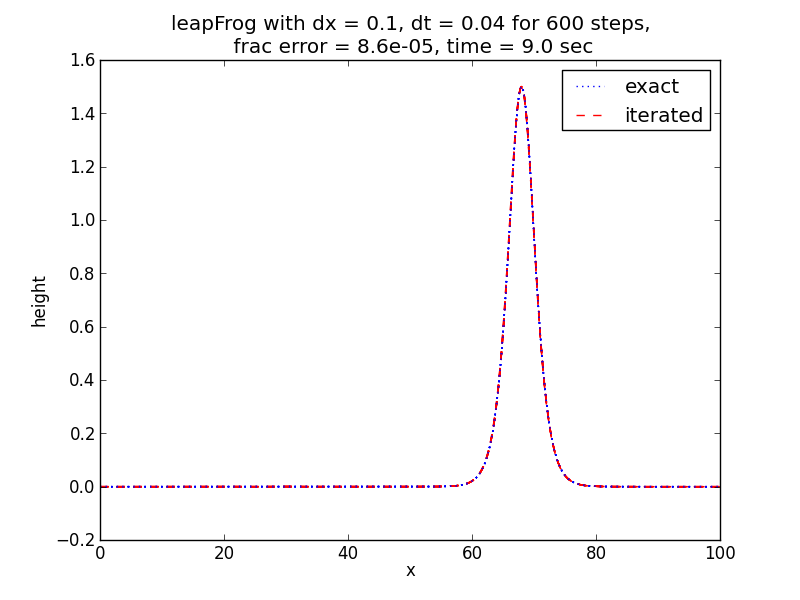 leapFrog with dx = 0.1, dt = 0.04 for 600 steps,
frac error = 8.6e-05, time = 9.0 sec
exact
iterated
height
1.6
1.4
1.2
1.0
0.8
0.6
0.4
0.2
0.0
−0.2
0 20 40 60 80 100
x